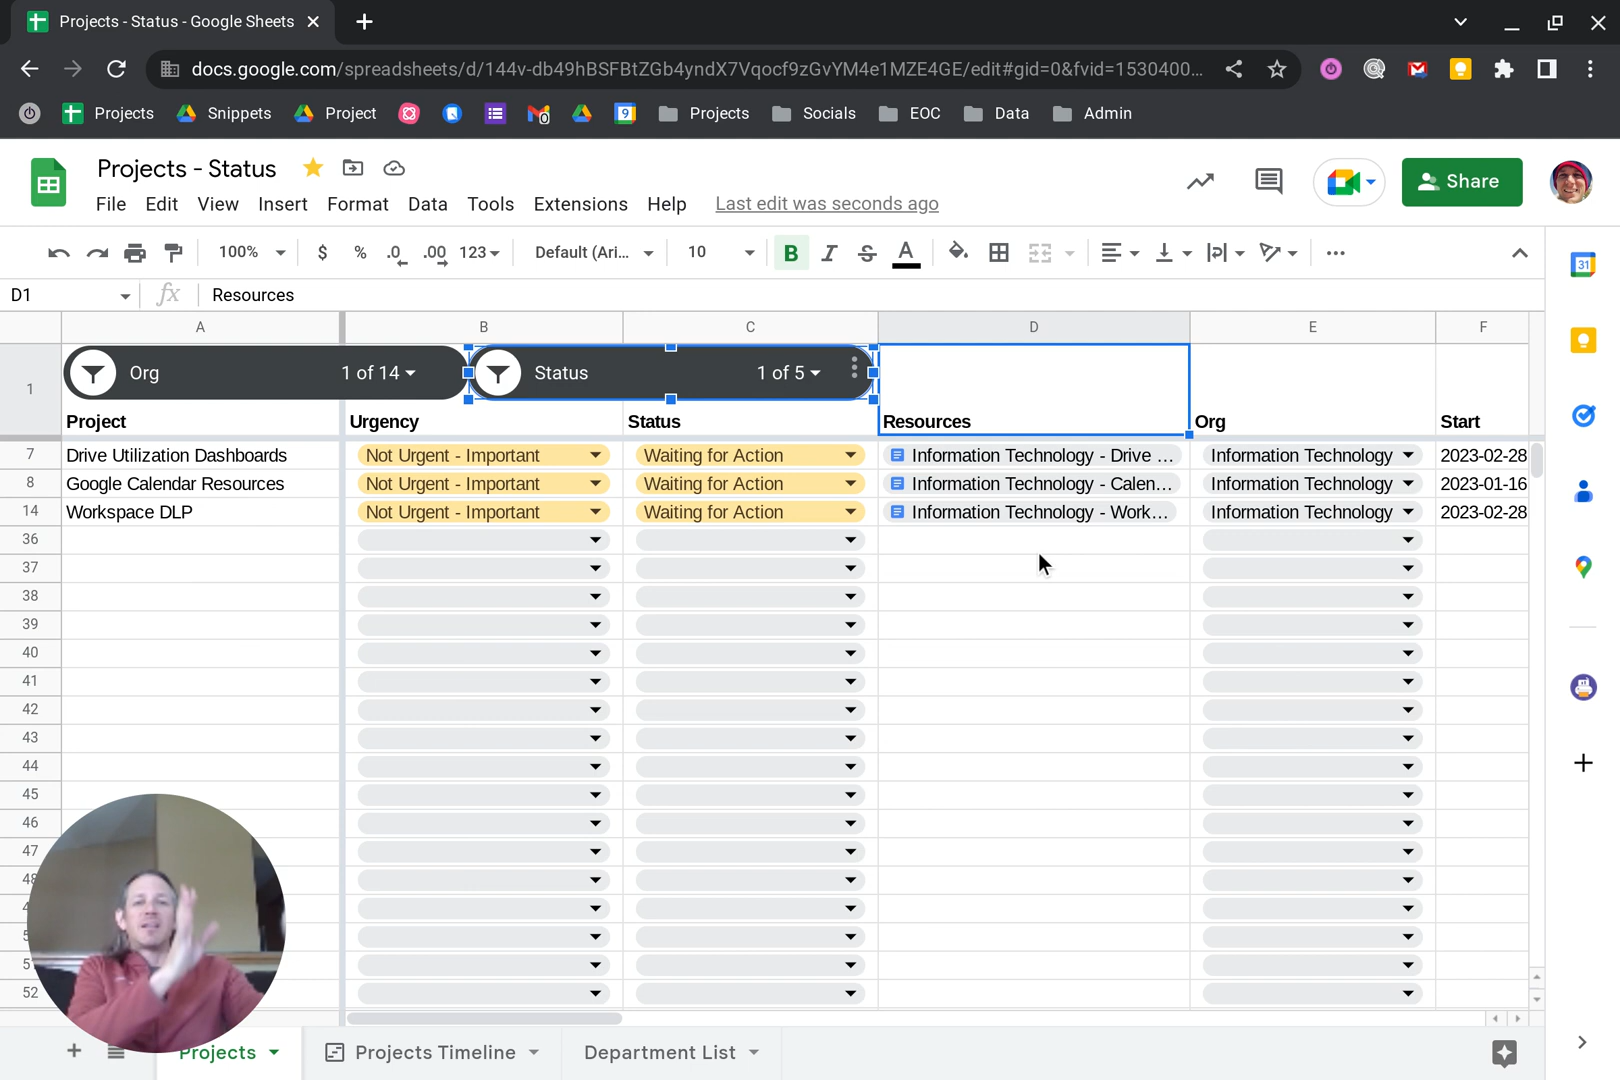 Projects - Status - Google Sheets
docs.google.com/spreadsheets/d/144v-db49hBSFBtZGb4yndX7Vqocf9zGvYM4e1MZE4GE/edit#gid=0&fvid=1530400...
Projects Snippets Project 0 9 Projects Socials EOC Data Admin
Projects - Status
File Edit View Insert Format Data Tools Extensions Help Last edit was seconds ago
Share
100% $ % .0 .00 123 Default (Ari... 10 B I S A
31
D1 fx Resources
A B C D E F
Org 1 of 14 Status 1 of 5
1
Project Urgency Status Resources Org Start
7 Drive Utilization Dashboards Not Urgent - Important Waiting for Action Information Technology - Drive ... Information Technology 2023-02-28
8 Google Calendar Resources Not Urgent - Important Waiting for Action Information Technology - Calen... Information Technology 2023-01-16
14 Workspace DLP Not Urgent - Important Waiting for Action Information Technology - Work... Information Technology 2023-02-28
36
37
38
39
40
41
42
43
44
45
46
47
48
52
Projects Projects Timeline Department List